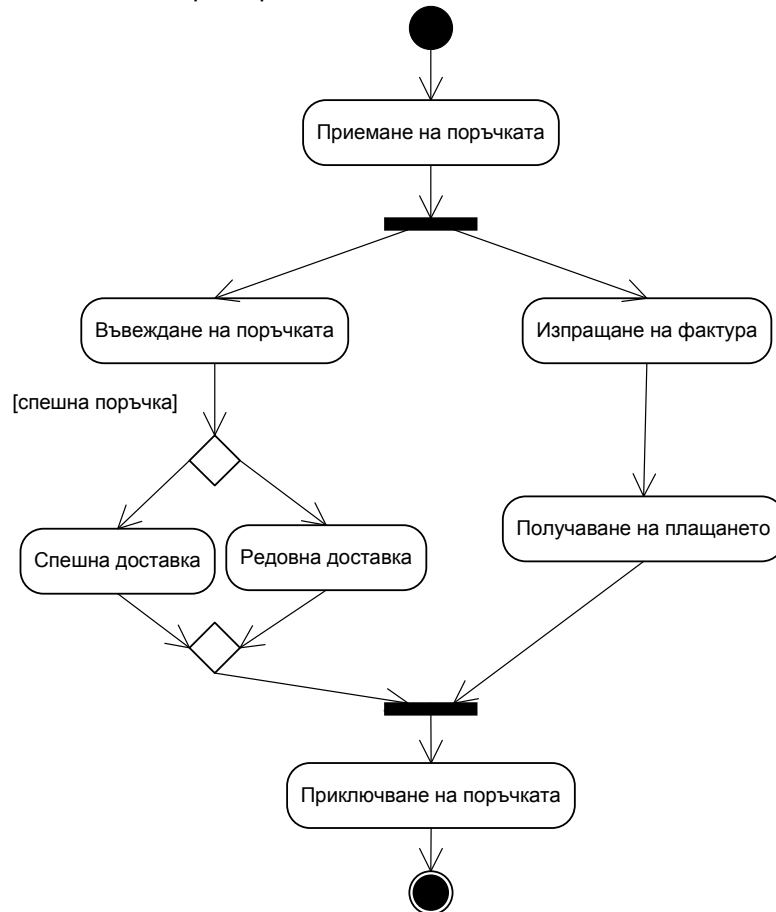 Приемане на поръчката
Въвеждане на поръчката
Изпращане на фактура
[спешна поръчка]
Получаване на плащането
Спешна доставка
Редовна доставка
Приключване на поръчката